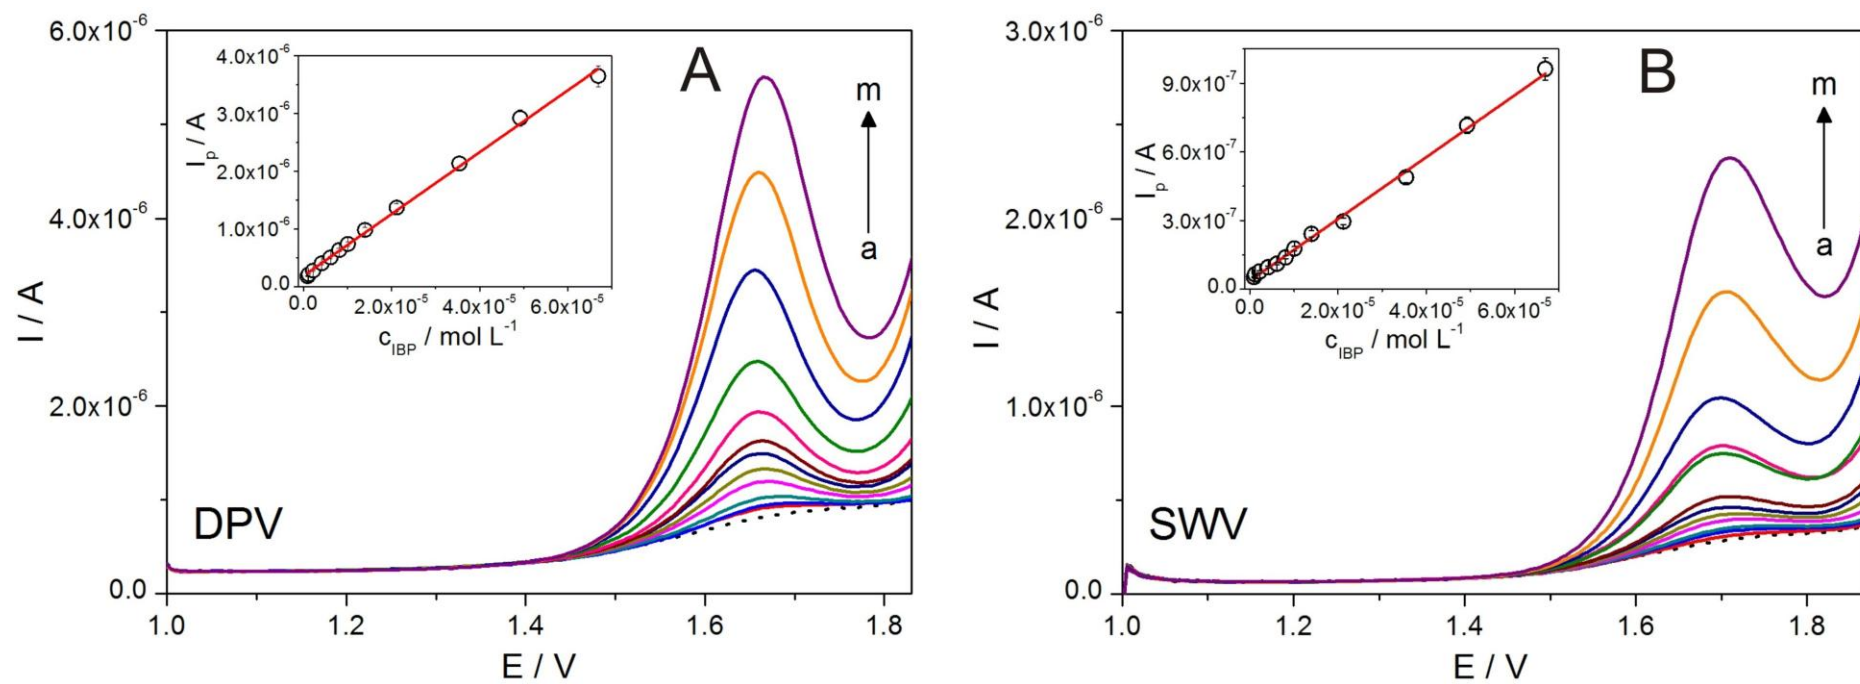 6.0x10⁻⁶
4.0x10⁻⁶
2.0x10⁻⁶
0.0
I / A
1.0
1.2
1.4
1.6
1.8
E / V
DPV
A
m
a
4.0x10⁻⁶
3.0x10⁻⁶
2.0x10⁻⁶
1.0x10⁻⁶
0.0
Iₚ / A
0.0
2.0x10⁻⁵
4.0x10⁻⁵
6.0x10⁻⁵
c_IBP / mol L⁻¹
3.0x10⁻⁶
2.0x10⁻⁶
1.0x10⁻⁶
0.0
I / A
1.0
1.2
1.4
1.6
1.8
E / V
SWV
B
m
a
9.0x10⁻⁷
6.0x10⁻⁷
3.0x10⁻⁷
0.0
Iₚ / A
0.0
2.0x10⁻⁵
4.0x10⁻⁵
6.0x10⁻⁵
c_IBP / mol L⁻¹